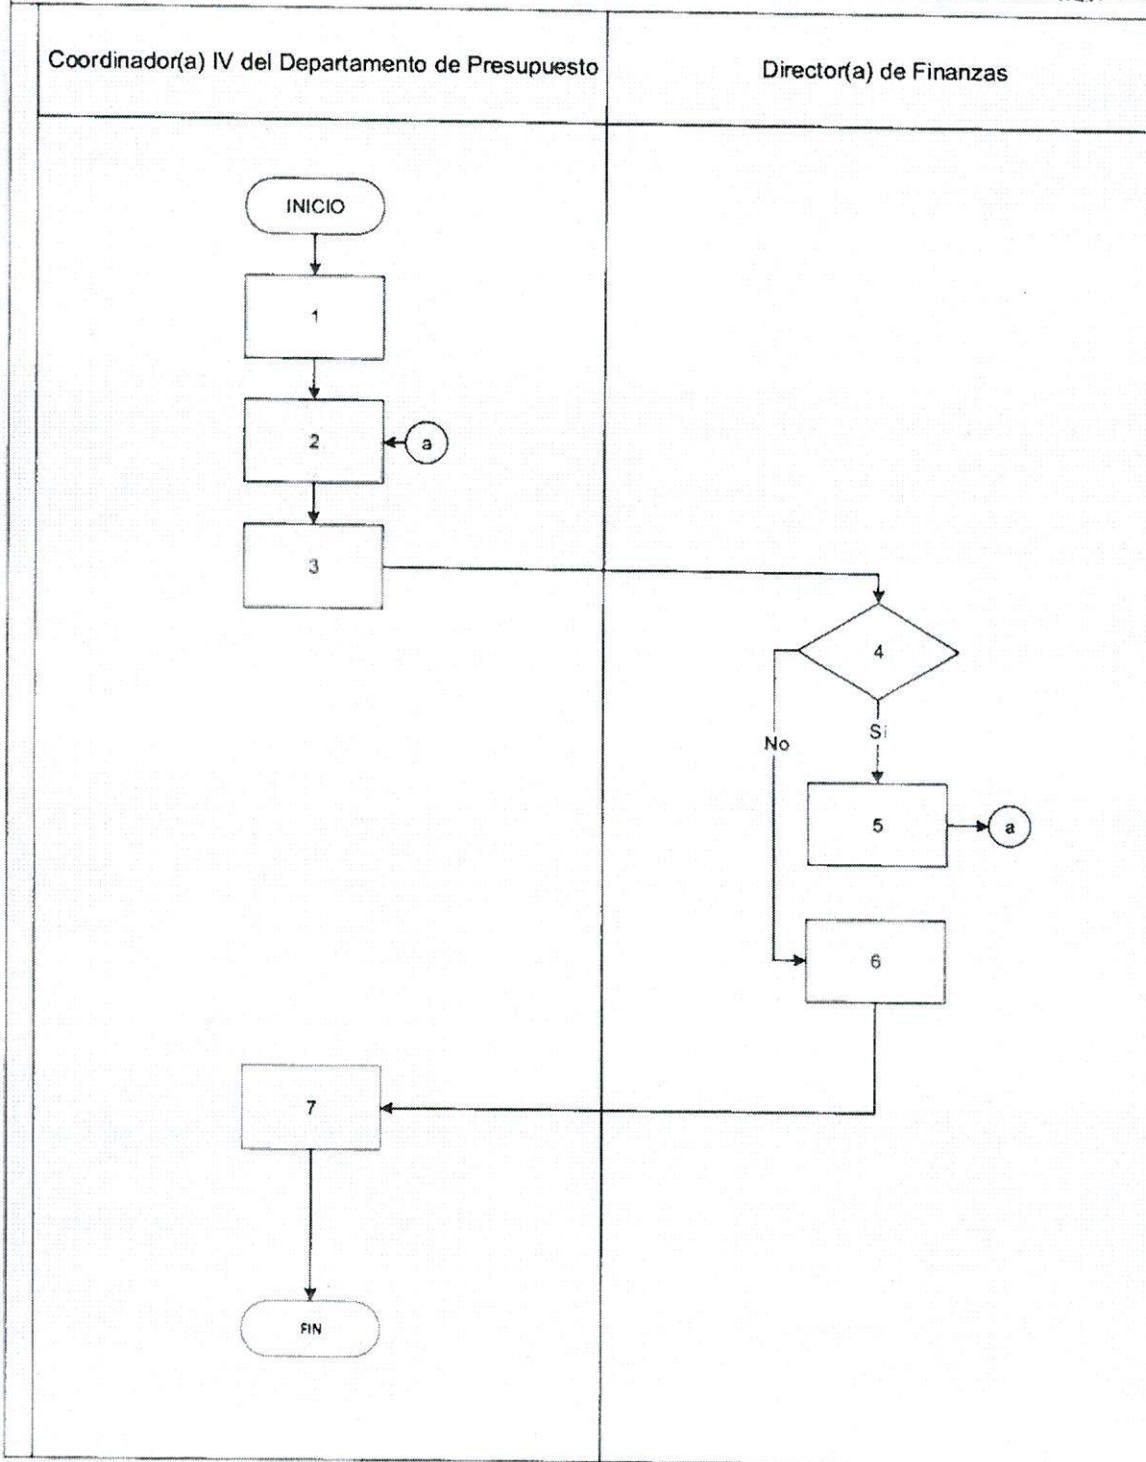 Coordinador(a) IV del Departamento de Presupuesto
Director(a) de Finanzas
INICIO
1
2
a
3
4
Si
No
5
a
6
7
FIN